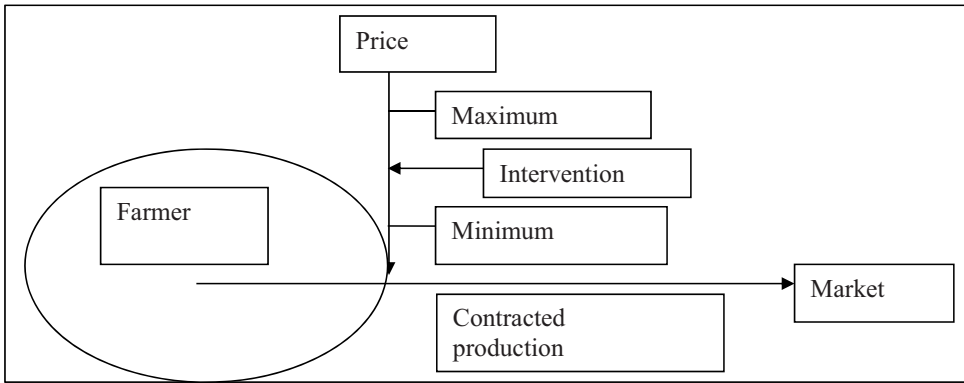 Price
Maximum
Intervention
Farmer
Minimum
Market
Contracted
production